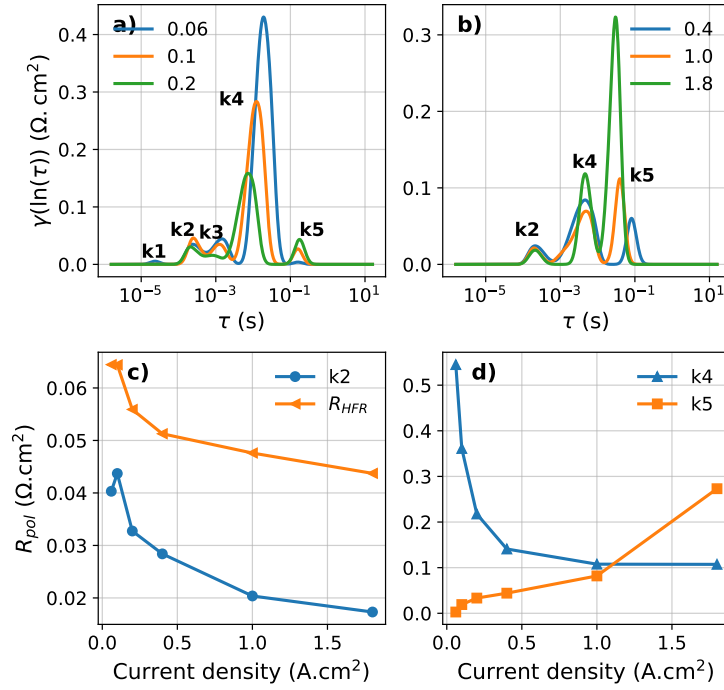 a)
0.06
0.1
0.2
k1
k2
k3
k4
k5
0.0
0.1
0.2
0.3
0.4
γ(ln(τ)) (Ω. cm²)
10⁻⁵
10⁻³
10⁻¹
10¹
τ (s)
b)
0.4
1.0
1.8
k2
k4
k5
0.0
0.1
0.2
0.3
10⁻⁵
10⁻³
10⁻¹
10¹
τ (s)
c)
k2
R_HFR
0.06
0.05
0.04
0.03
0.02
R_pol (Ω.cm²)
0.0
0.5
1.0
1.5
Current density (A.cm²)
d)
k4
k5
0.5
0.4
0.3
0.2
0.1
0.0
0.0
0.5
1.0
1.5
Current density (A.cm²)